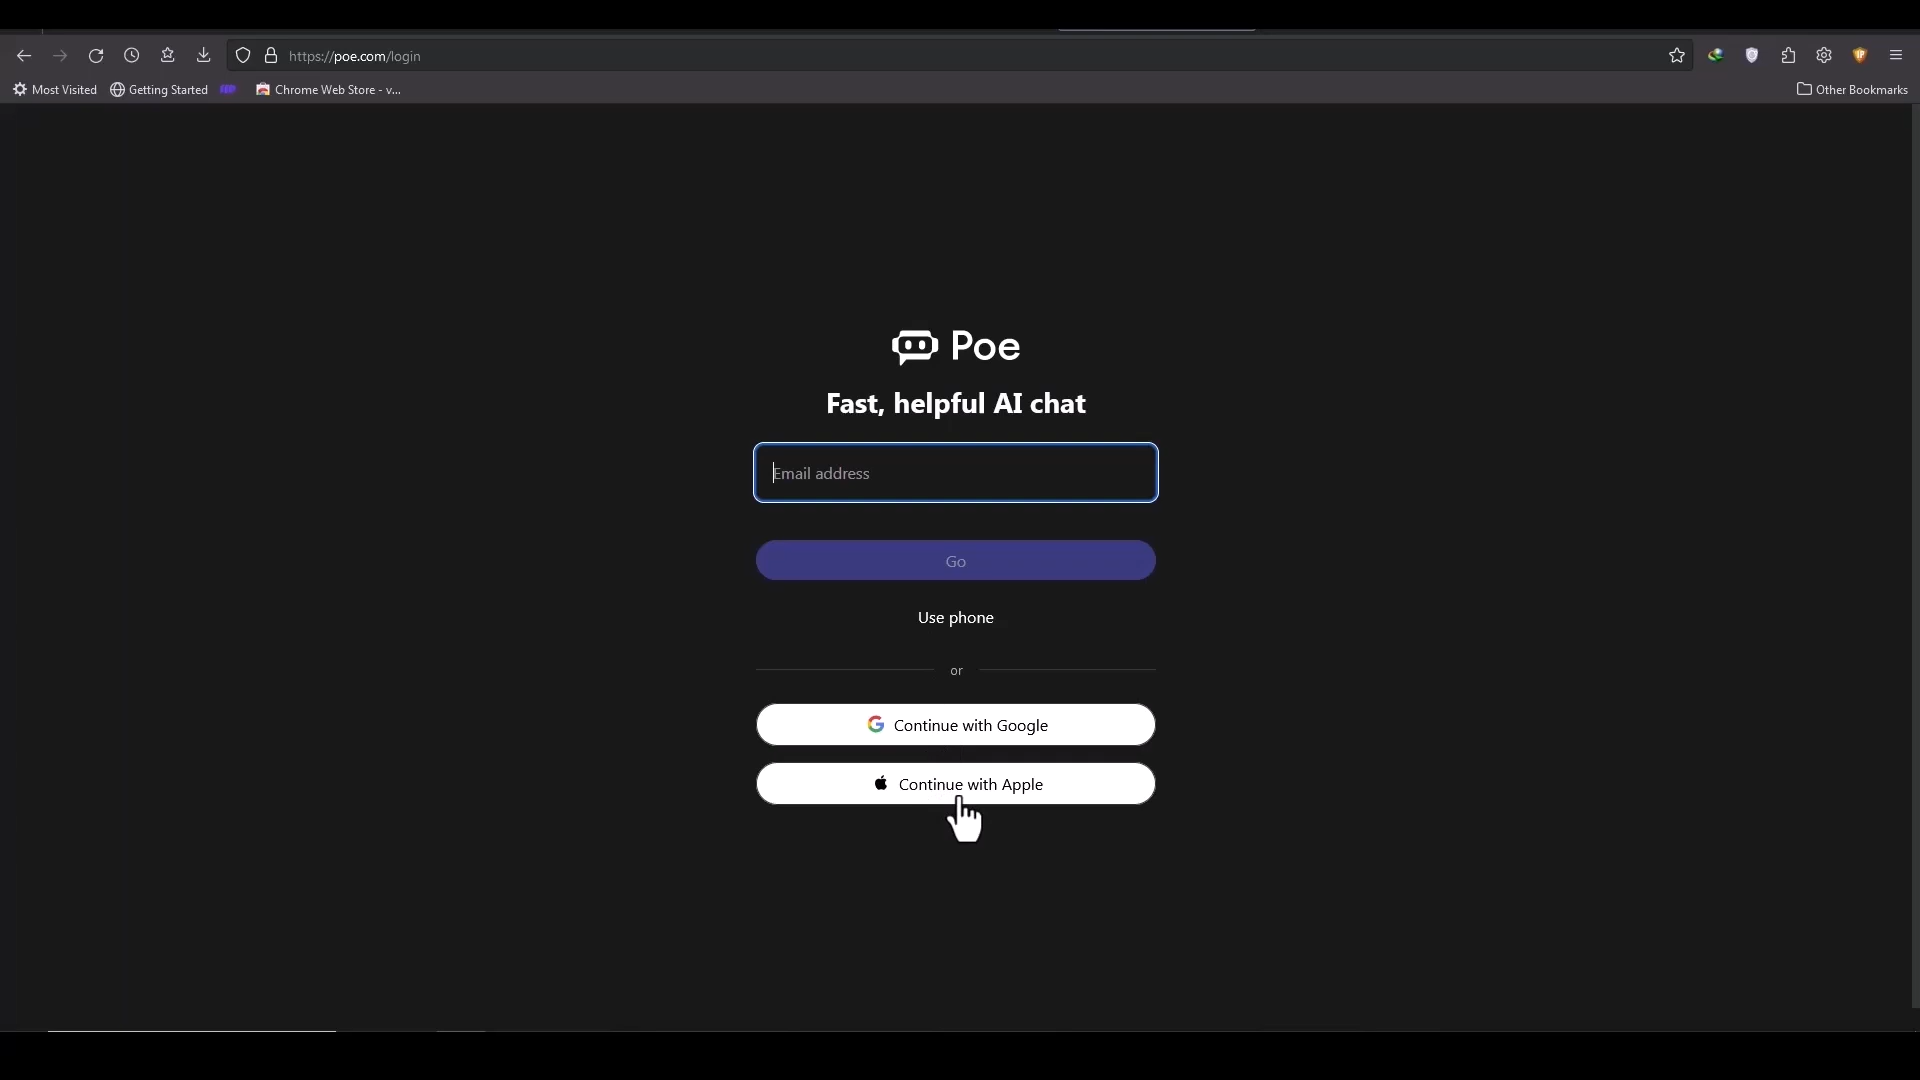 https://poe.com/login
Most Visited
Getting Started
Chrome Web Store - v...
Other Bookmarks
Poe
Fast, helpful AI chat
Email address
Go
Use phone
or
Continue with Google
Continue with Apple